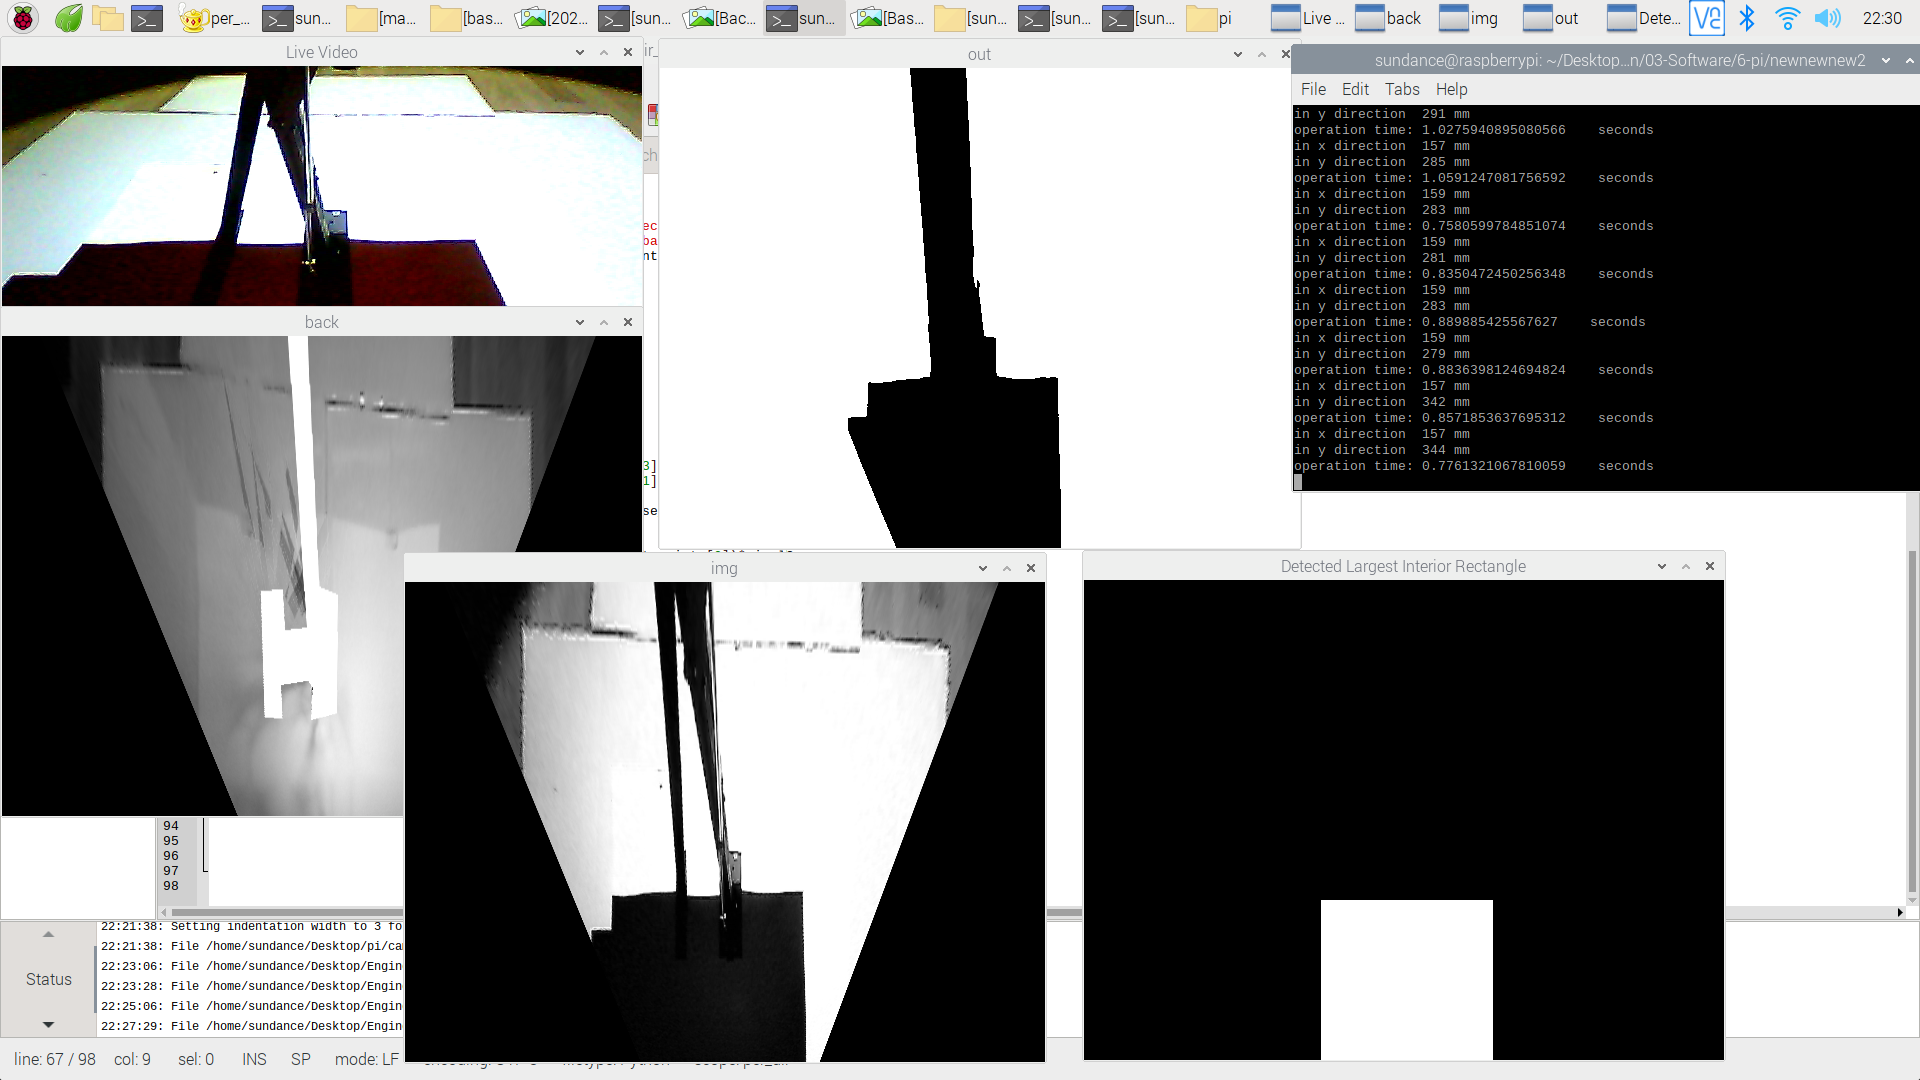 per_...
sun...
[ma...
[bas...
[202...
[sun...
[Bac...
sun...
[Bas...
[sun...
[sun...
[sun...
pi
Live ...
back
img
out
Dete...
22:30
Live Video
out
sundance@raspberrypi: ~/Desktop...n/03-Software/6-pi/newnewnew2
File Edit Tabs Help
in y direction 291 mm
operation time: 1.0275940895080566 seconds
in x direction 157 mm
in y direction 285 mm
operation time: 1.0591247081756592 seconds
in x direction 159 mm
in y direction 283 mm
operation time: 0.7580599784851074 seconds
in x direction 159 mm
in y direction 281 mm
operation time: 0.8350472450256348 seconds
in x direction 159 mm
in y direction 283 mm
operation time: 0.889885425567627 seconds
in x direction 159 mm
in y direction 279 mm
operation time: 0.8836398124694824 seconds
in x direction 157 mm
in y direction 342 mm
operation time: 0.8571853637695312 seconds
in x direction 157 mm
in y direction 344 mm
operation time: 0.7761321067810059 seconds
ir_
ch
ec
ba
nt
3]
1]
se
back
img
Detected Largest Interior Rectangle
94
95
96
97
98
Status
22:21:38: Setting indentation width to 3 fo
22:21:38: File /home/sundance/Desktop/pi/ca
22:23:06: File /home/sundance/Desktop/Engin
22:23:28: File /home/sundance/Desktop/Engin
22:25:06: File /home/sundance/Desktop/Engin
22:27:29: File /home/sundance/Desktop/Engin
line: 67 / 98 col: 9 sel: 0 INS SP mode: LF